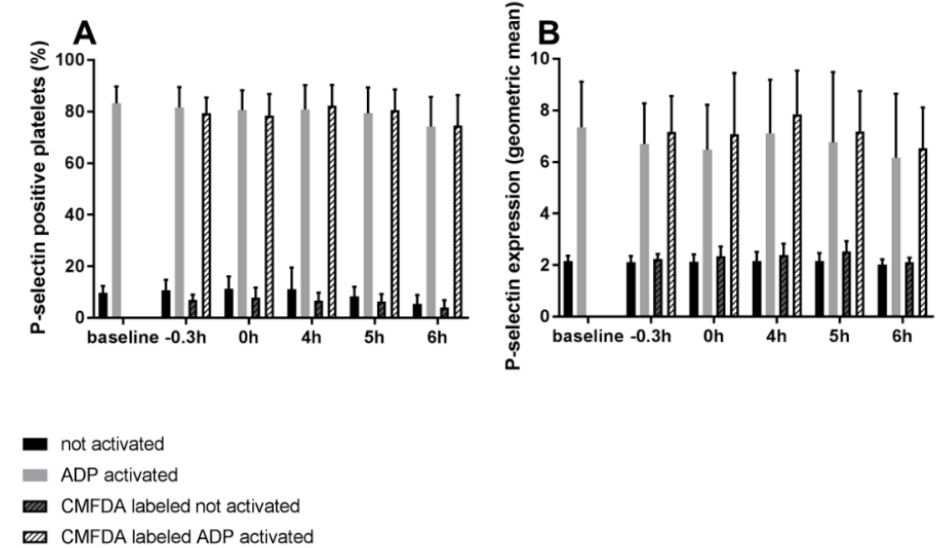 A
P-selectin positive platelets (%)
100
80
60
40
20
0
baseline -0.3h 0h 4h 5h 6h
B
P-selectin expression (geometric mean)
10
8
6
4
2
0
baseline -0.3h 0h 4h 5h 6h
not activated
ADP activated
CMFDA labeled not activated
CMFDA labeled ADP activated